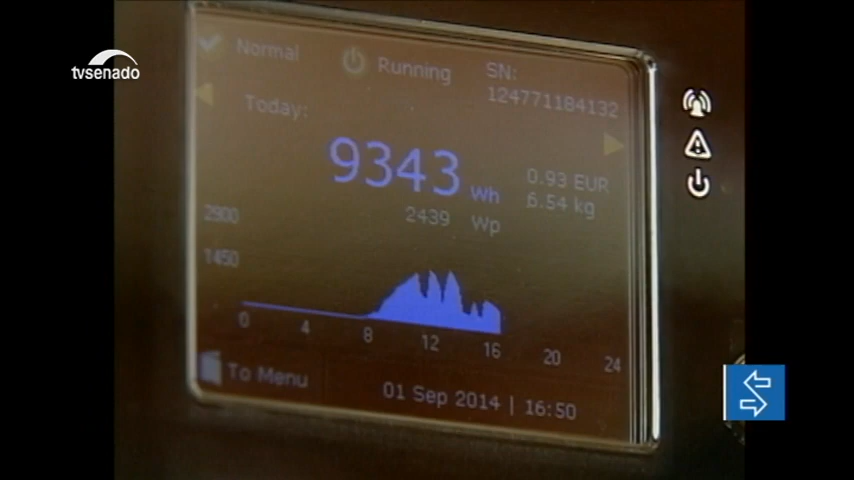 tvsenado
Normal
Running
SN:
124771184132
Today:
9343 Wh
0.93 EUR
6.54 kg
2439 Wp
2900
1450
0 4 8 12 16 20 24
To Menu
01 Sep 2014 | 16:50